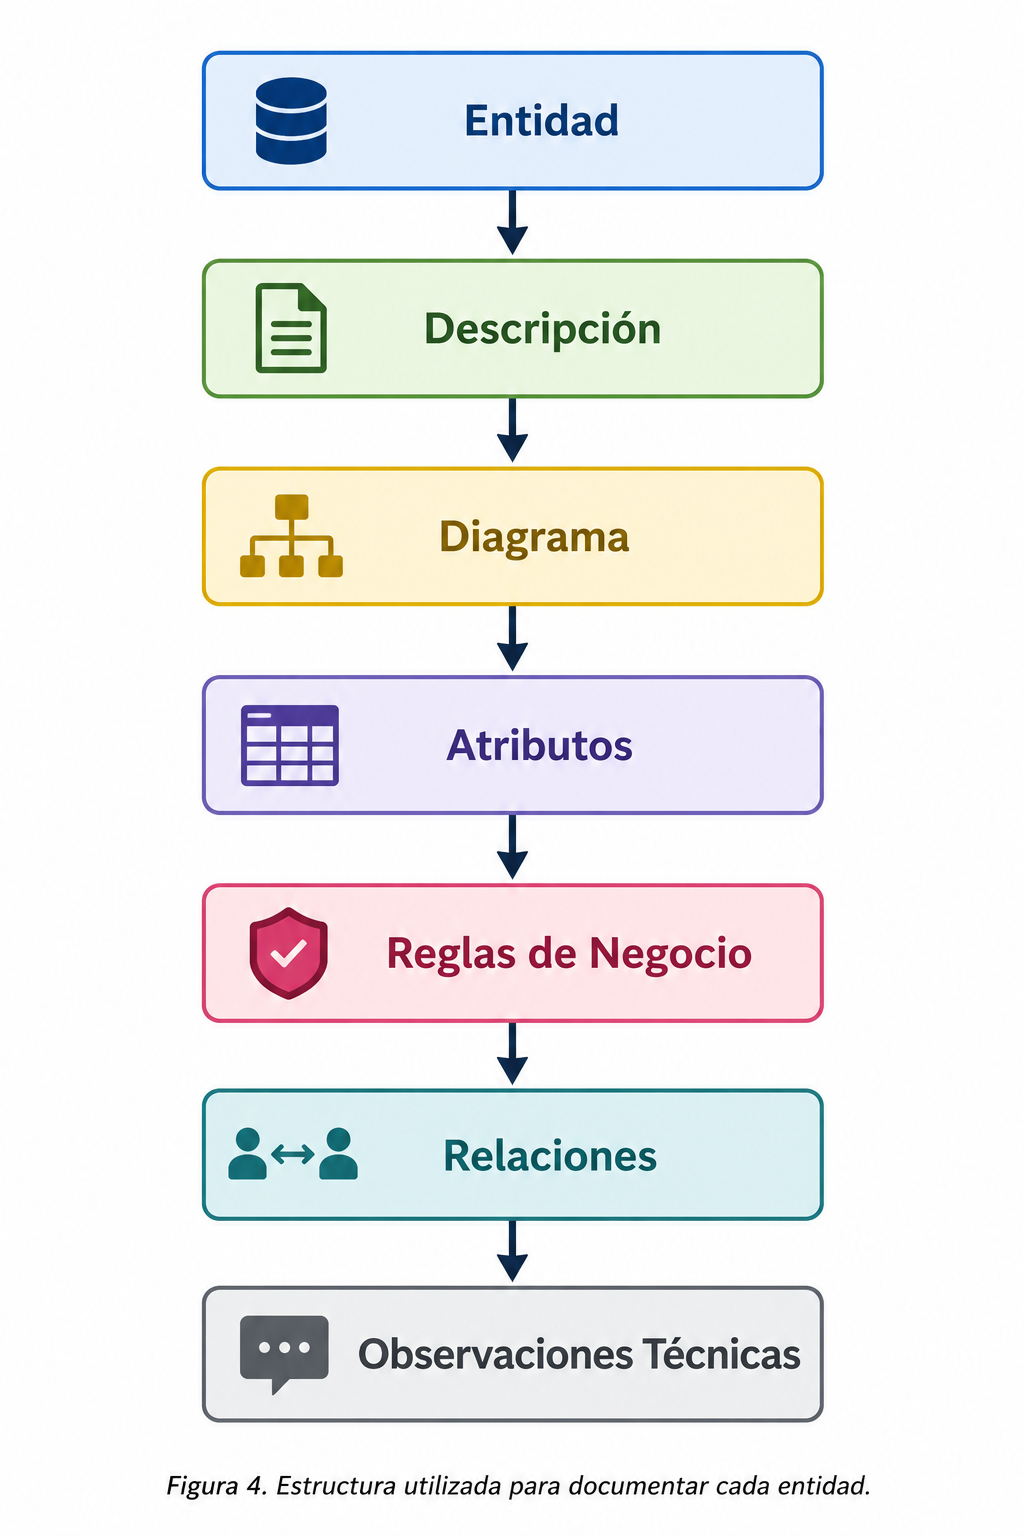 Entidad
Descripción
Diagrama
Atributos
Reglas de Negocio
Relaciones
Observaciones Técnicas
Figura 4. Estructura utilizada para documentar cada entidad.